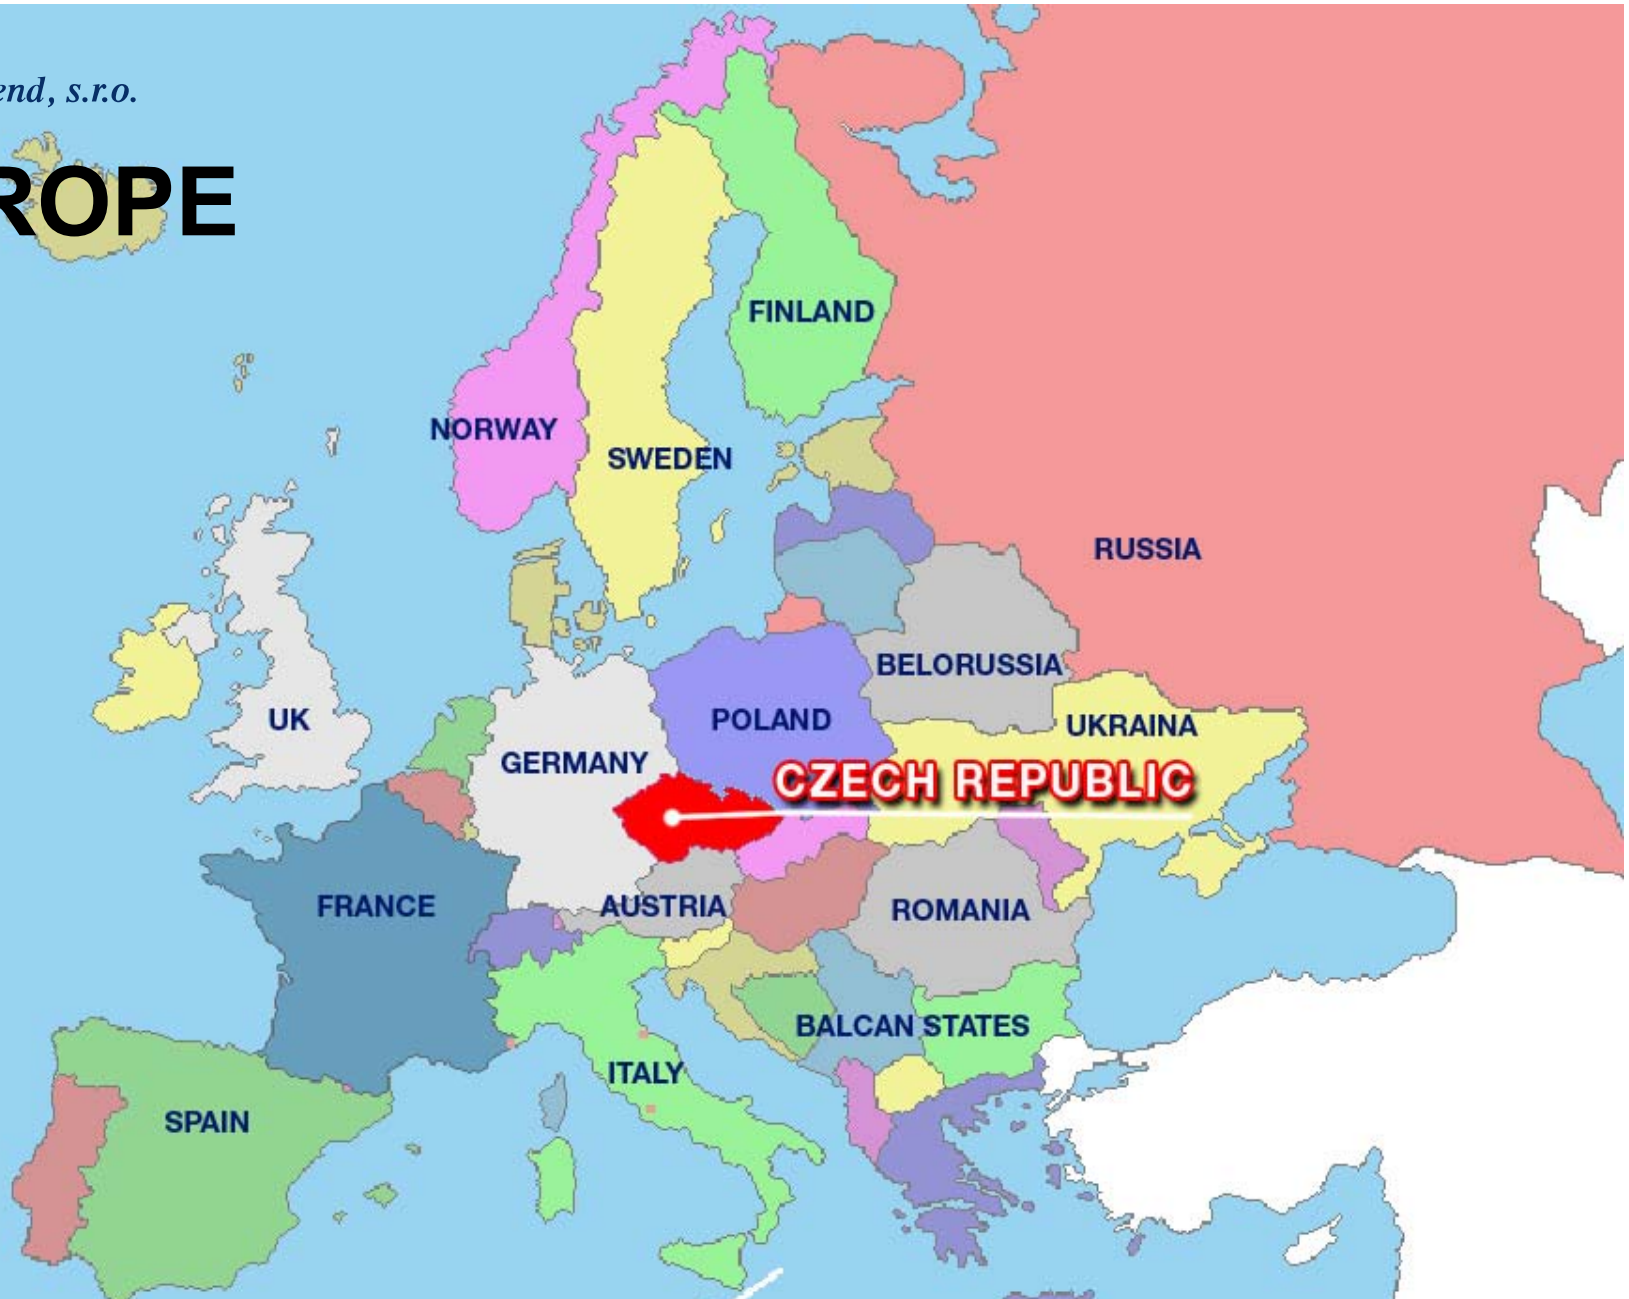 end, s.r.o.
ROPE
FINLAND
NORWAY
SWEDEN
RUSSIA
BELORUSSIA
UK
POLAND
UKRAINA
GERMANY
CZECH REPUBLIC
FRANCE
AUSTRIA
ROMANIA
BALCAN STATES
ITALY
SPAIN